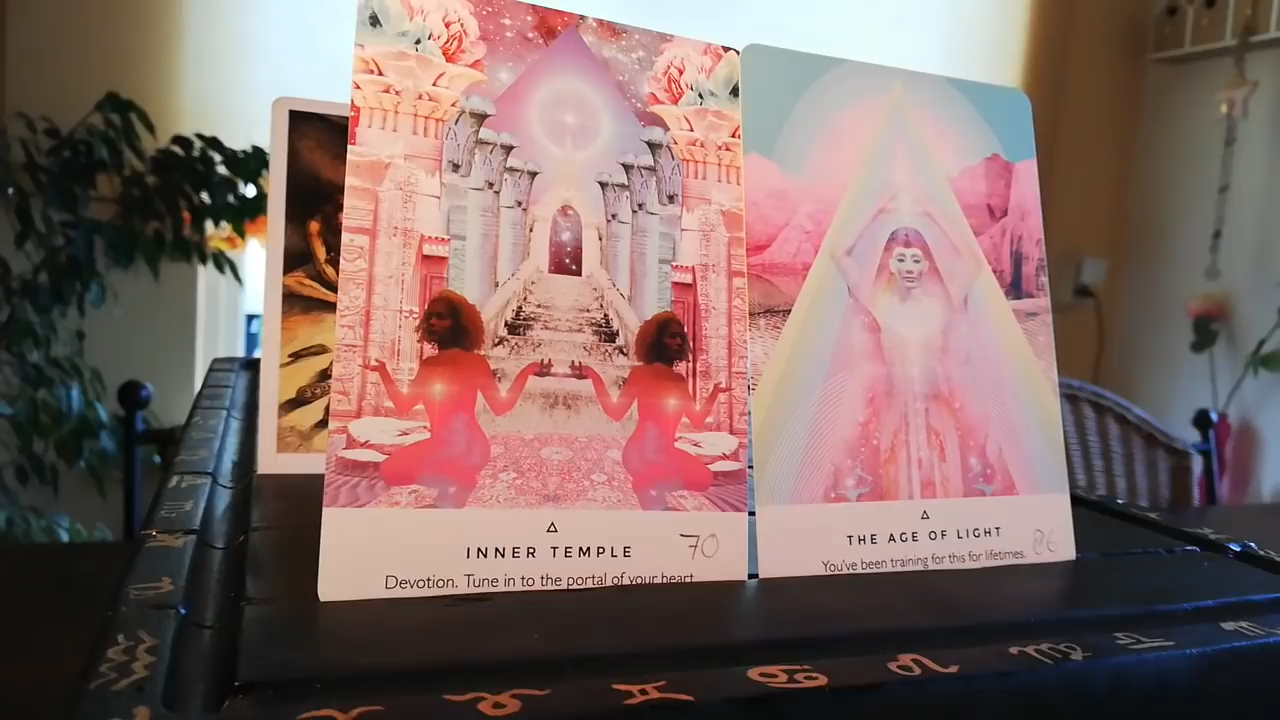 INNER TEMPLE 70
Devotion. Tune in to the portal of your heart
THE AGE OF LIGHT
You've been training for this for lifetimes.